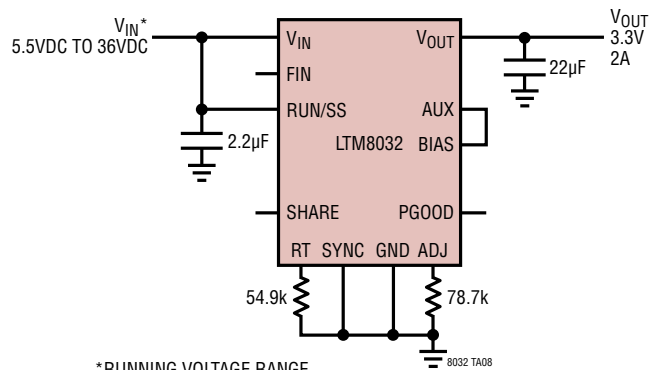 VIN*
5.5VDC TO 36VDC
VOUT
3.3V
2A
VIN
VOUT
FIN
22µF
RUN/SS
AUX
2.2µF
LTM8032
BIAS
SHARE
PGOOD
RT
SYNC
GND
ADJ
54.9k
78.7k
8032 TA08
*RUNNING VOLTAGE RANGE